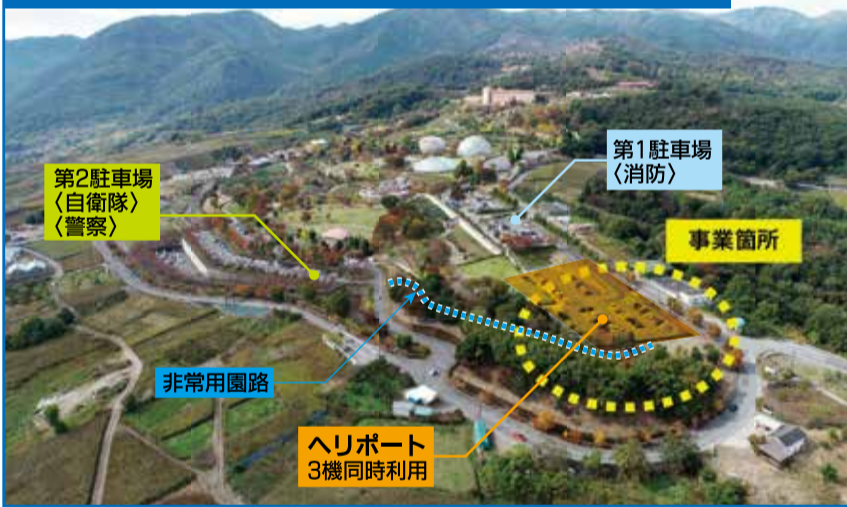 第1駐車場
〈消防〉
第2駐車場
〈自衛隊〉
〈警察〉
事業箇所
非常用園路
ヘリポート
3機同時利用